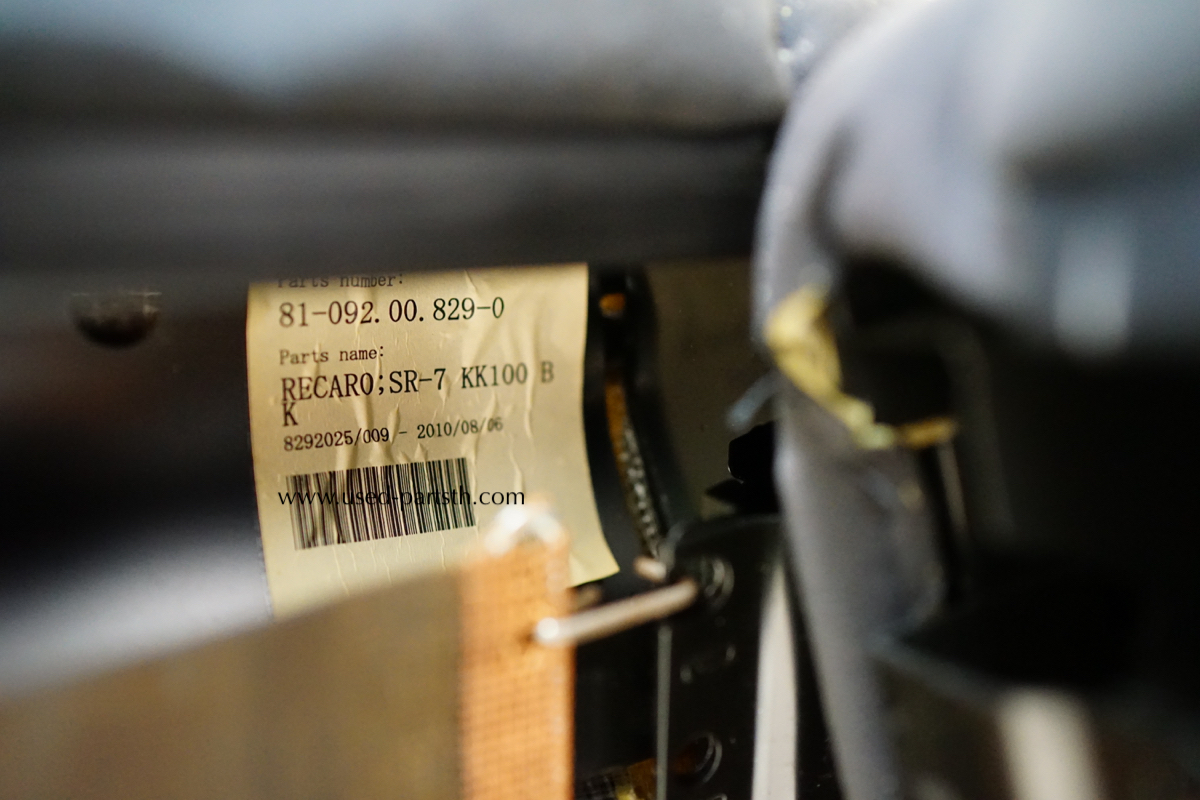 Parts number:
81-092.00.829-0
Parts name:
RECARO;SR-7 KK100 B
K
8292025/009 - 2010/08/06
www.used-partsth.com